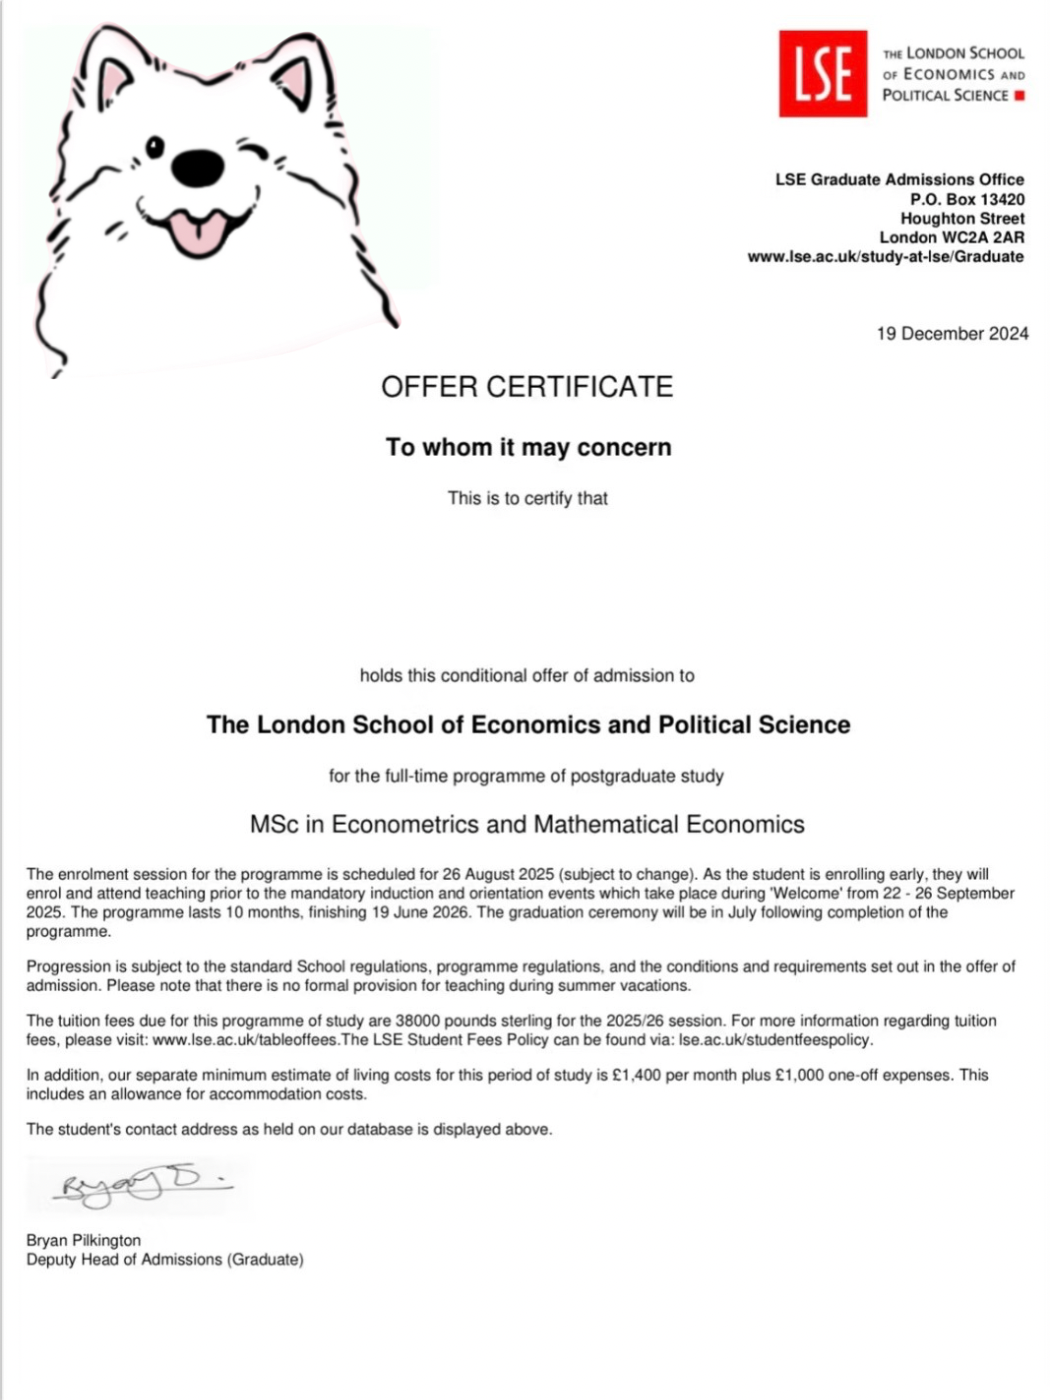 LSE
THE LONDON SCHOOL
OF ECONOMICS AND
POLITICAL SCIENCE
LSE Graduate Admissions Office
P.O. Box 13420
Houghton Street
London WC2A 2AR
www.lse.ac.uk/study-at-lse/Graduate
19 December 2024
OFFER CERTIFICATE
To whom it may concern
This is to certify that
holds this conditional offer of admission to
The London School of Economics and Political Science
for the full-time programme of postgraduate study
MSc in Econometrics and Mathematical Economics
The enrolment session for the programme is scheduled for 26 August 2025 (subject to change). As the student is enrolling early, they will
enrol and attend teaching prior to the mandatory induction and orientation events which take place during 'Welcome' from 22 - 26 September
2025. The programme lasts 10 months, finishing 19 June 2026. The graduation ceremony will be in July following completion of the
programme.
Progression is subject to the standard School regulations, programme regulations, and the conditions and requirements set out in the offer of
admission. Please note that there is no formal provision for teaching during summer vacations.
The tuition fees due for this programme of study are 38000 pounds sterling for the 2025/26 session. For more information regarding tuition
fees, please visit: www.lse.ac.uk/tableoffees.The LSE Student Fees Policy can be found via: lse.ac.uk/studentfeespolicy.
In addition, our separate minimum estimate of living costs for this period of study is £1,400 per month plus £1,000 one-off expenses. This
includes an allowance for accommodation costs.
The student's contact address as held on our database is displayed above.
Bryan Pilkington
Deputy Head of Admissions (Graduate)